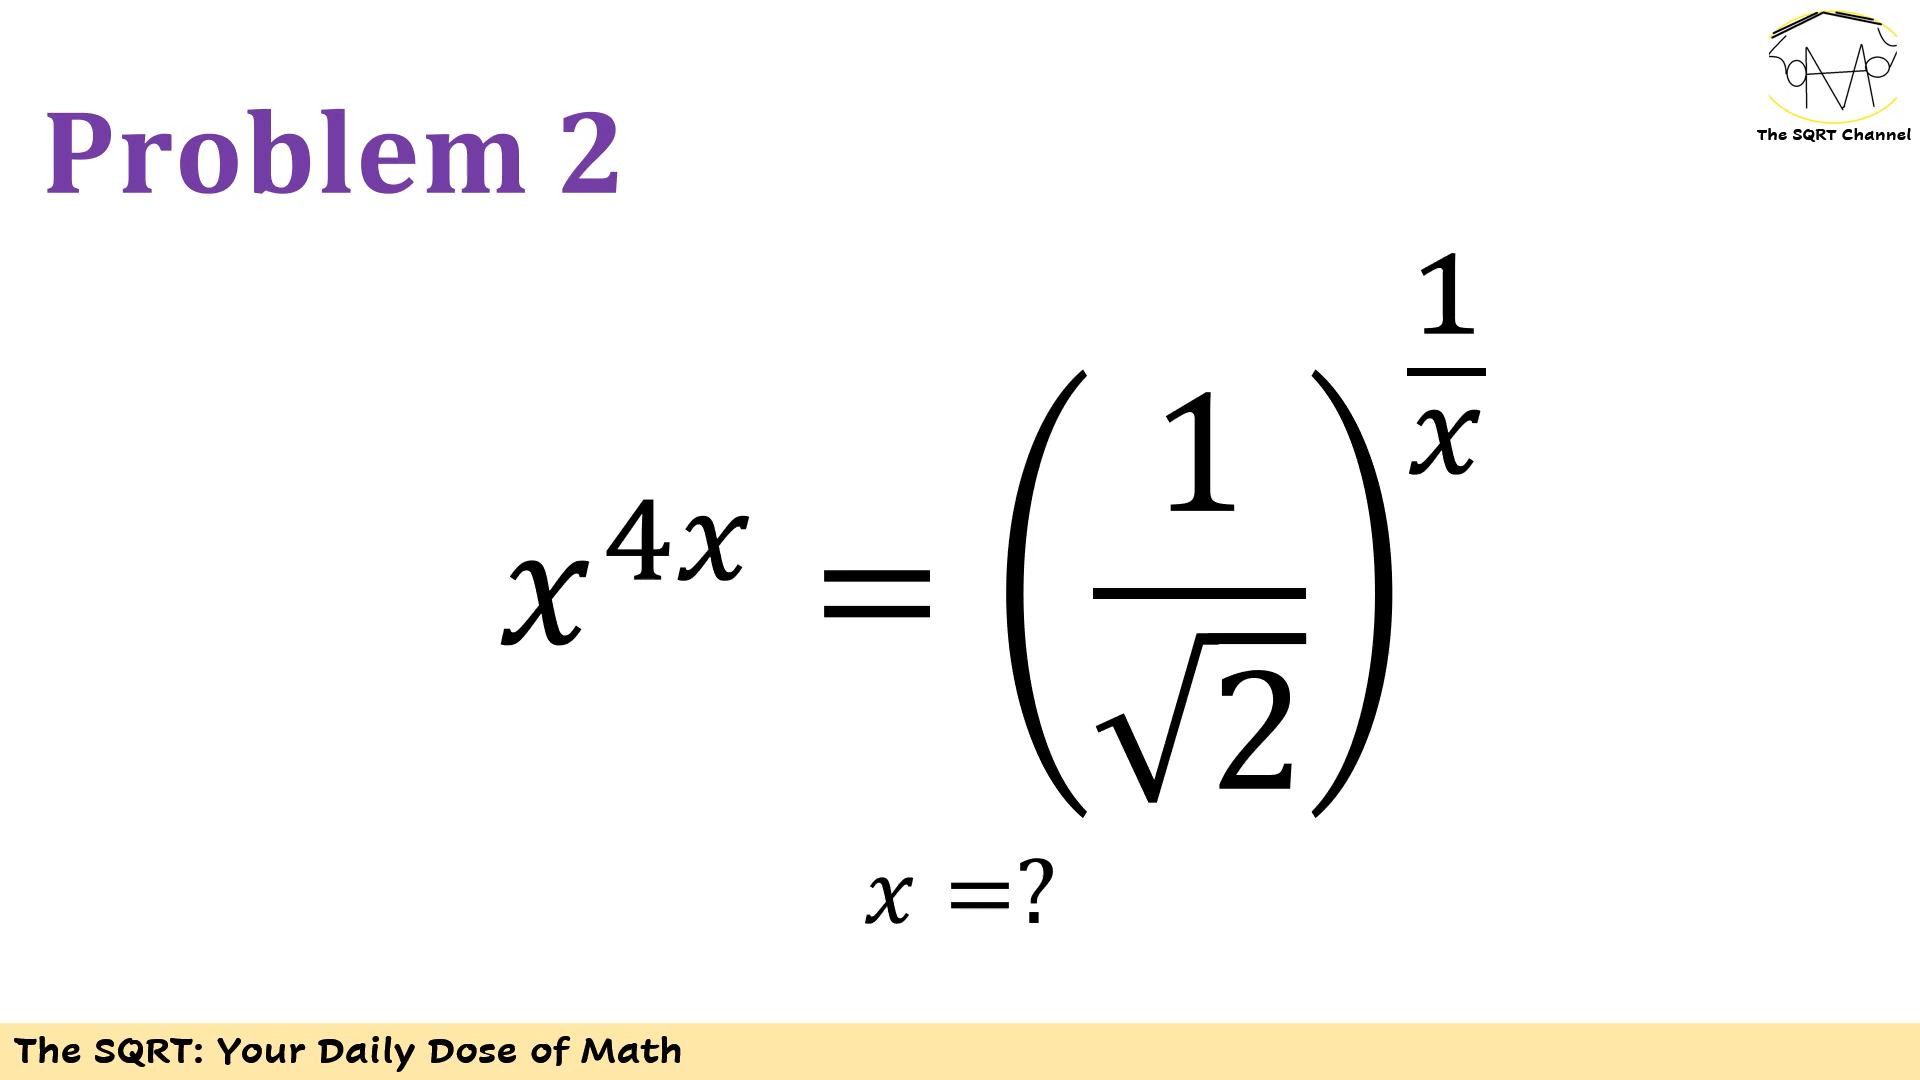 The SQRT Channel
Problem 2
x^{4x} = (1/√2)^{1/x}
x =?
The SQRT: Your Daily Dose of Math